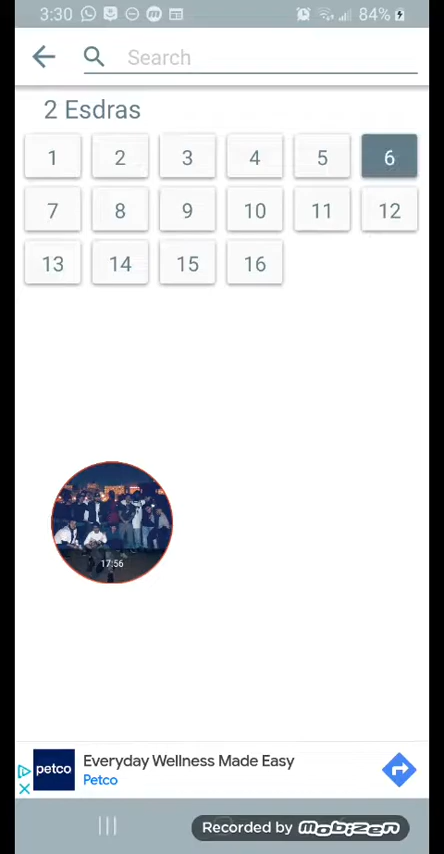 3:30
84%
Search
2 Esdras
1 2 3 4 5 6
7 8 9 10 11 12
13 14 15 16
17:56
petco
Everyday Wellness Made Easy
Petco
Recorded by MOBIZEN